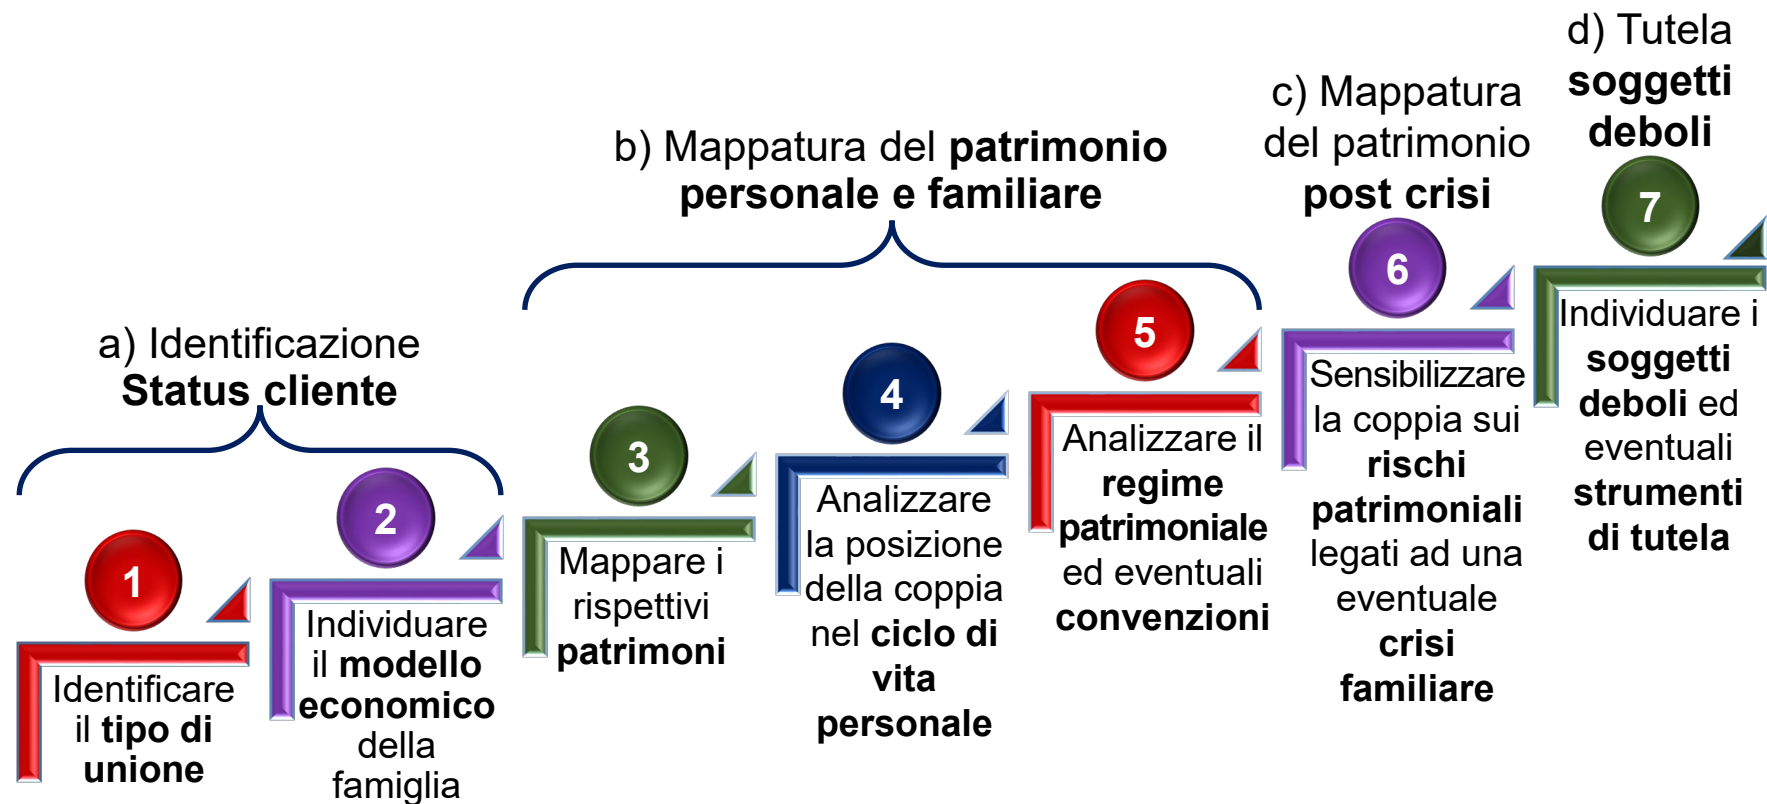 a) Identificazione
Status cliente
1
Identificare
il tipo di
unione
2
Individuare
il modello
economico
della
famiglia
b) Mappatura del patrimonio
personale e familiare
3
Mappare i
rispettivi
patrimoni
4
Analizzare
la posizione
della coppia
nel ciclo di
vita
personale
5
Analizzare il
regime
patrimoniale
ed eventuali
convenzioni
c) Mappatura
del patrimonio
post crisi
6
Sensibilizzare
la coppia sui
rischi
patrimoniali
legati ad una
eventuale
crisi
familiare
d) Tutela
soggetti
deboli
7
Individuare i
soggetti
deboli ed
eventuali
strumenti
di tutela